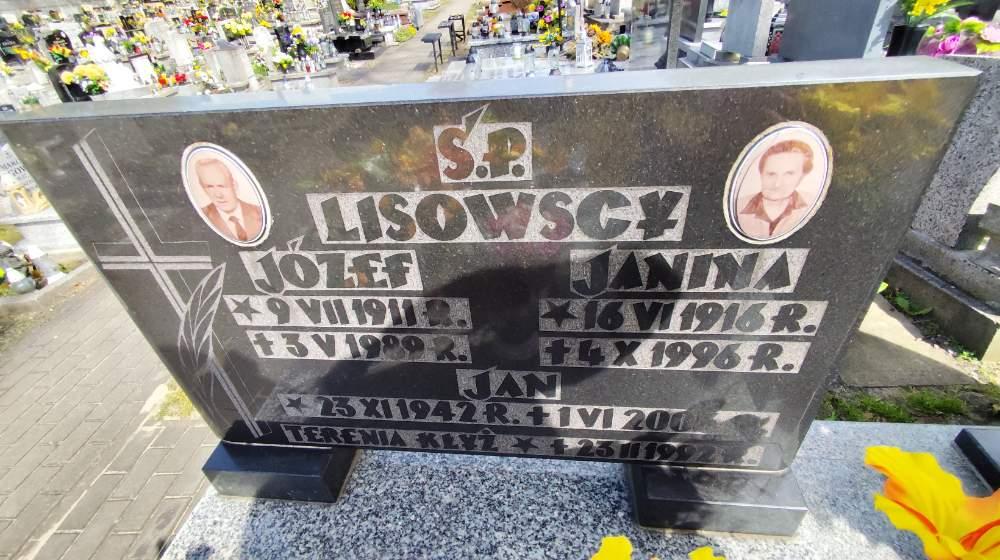 Ś.P.
LISOWSCY
JÓZEF
* 9 VII 1911 R.
+ 3 V 1989 R.
JANINA
* 16 VI 1916 R.
+ 4 X 1996 R.
JAN
* 23 XI 1942 R. + 1 VI
TERENIA KŁYŻ * + 23 II 1992 R.